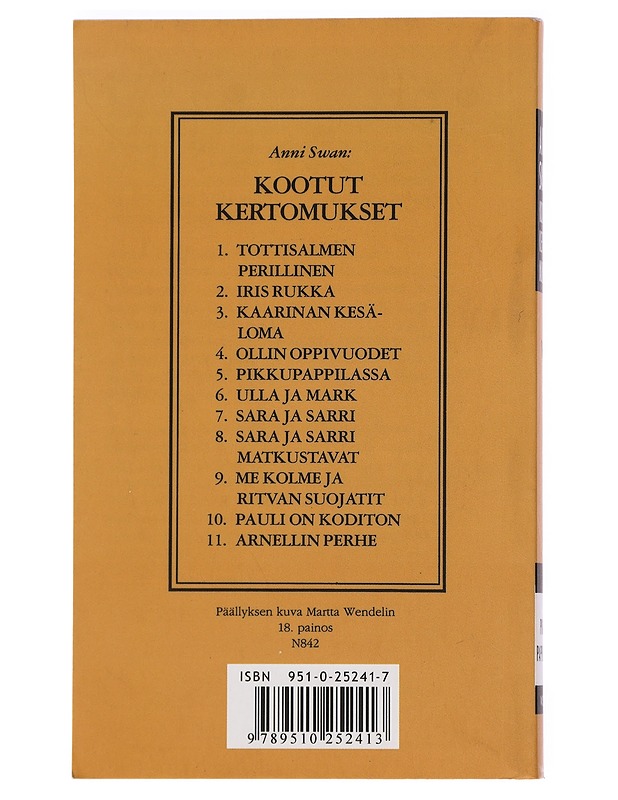 Anni Swan:
KOOTUT
KERTOMUKSET
1. TOTTISALMEN
PERILLINEN
2. IRIS RUKKA
3. KAARINAN KESÄ-
LOMA
4. OLLIN OPPIVUODET
5. PIKKUPAPPILASSA
6. ULLA JA MARK
7. SARA JA SARRI
8. SARA JA SARRI
MATKUSTAVAT
9. ME KOLME JA
RITVAN SUOJATIT
10. PAULI ON KODITON
11. ARNELLIN PERHE
Päällyksen kuva Martta Wendelin
18. painos
N842
ISBN 951-0-25241-7
9 789510 252413